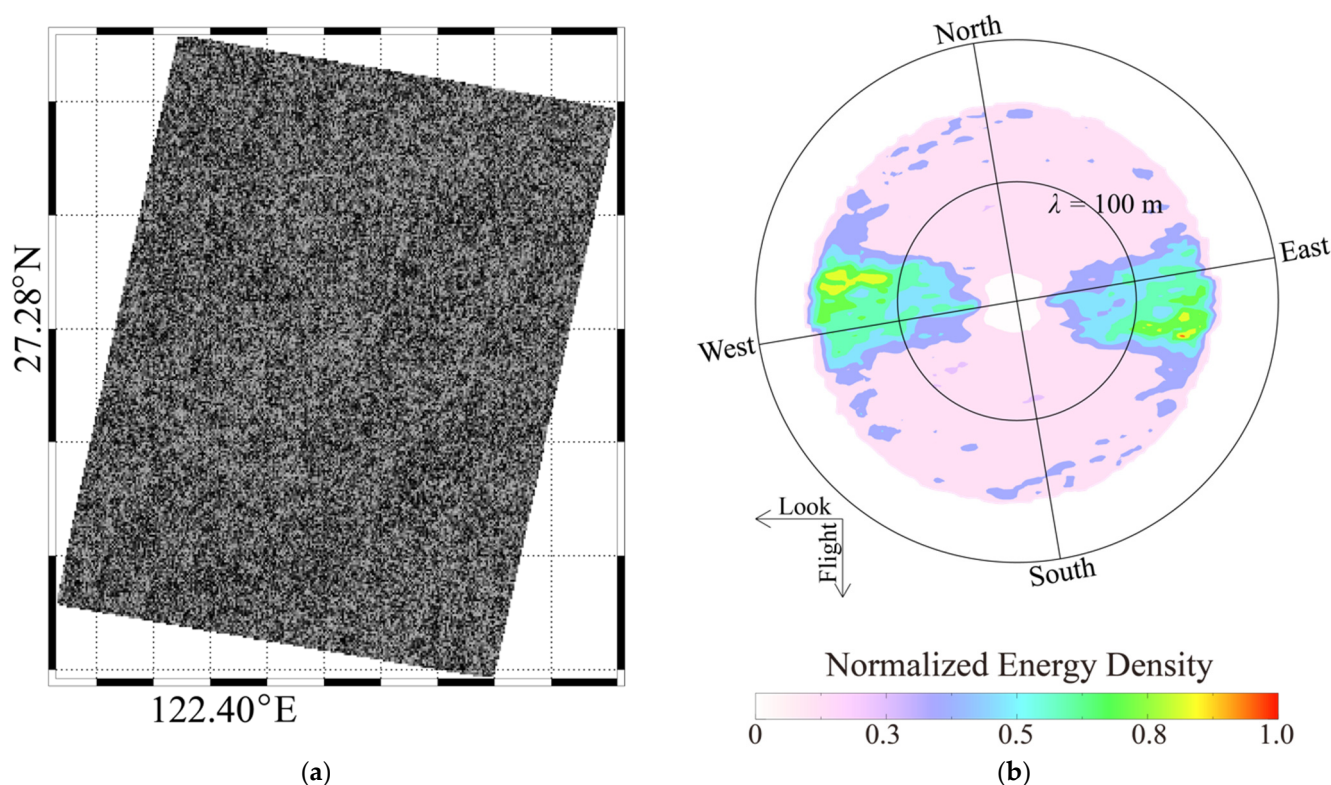 27.28°N
122.40°E
(a)
North
λ = 100 m
East
West
Look
Flight
South
Normalized Energy Density
0 0.3 0.5 0.8 1.0
(b)